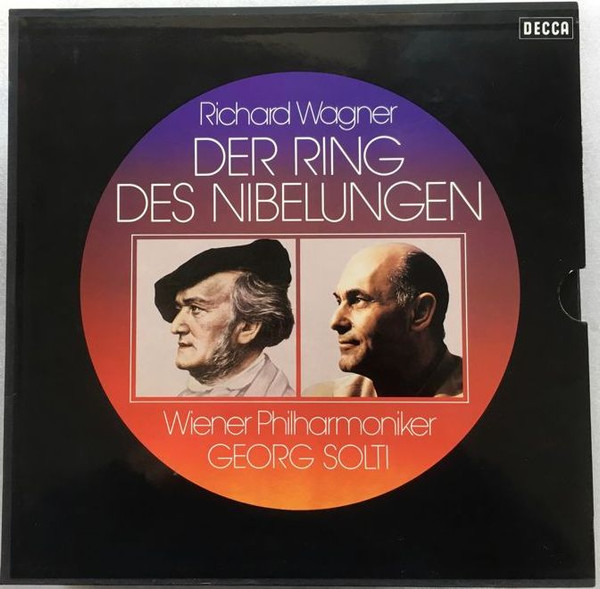 DECCA
Richard Wagner
DER RING
DES NIBELUNGEN
Wiener Philharmoniker
GEORG SOLTI